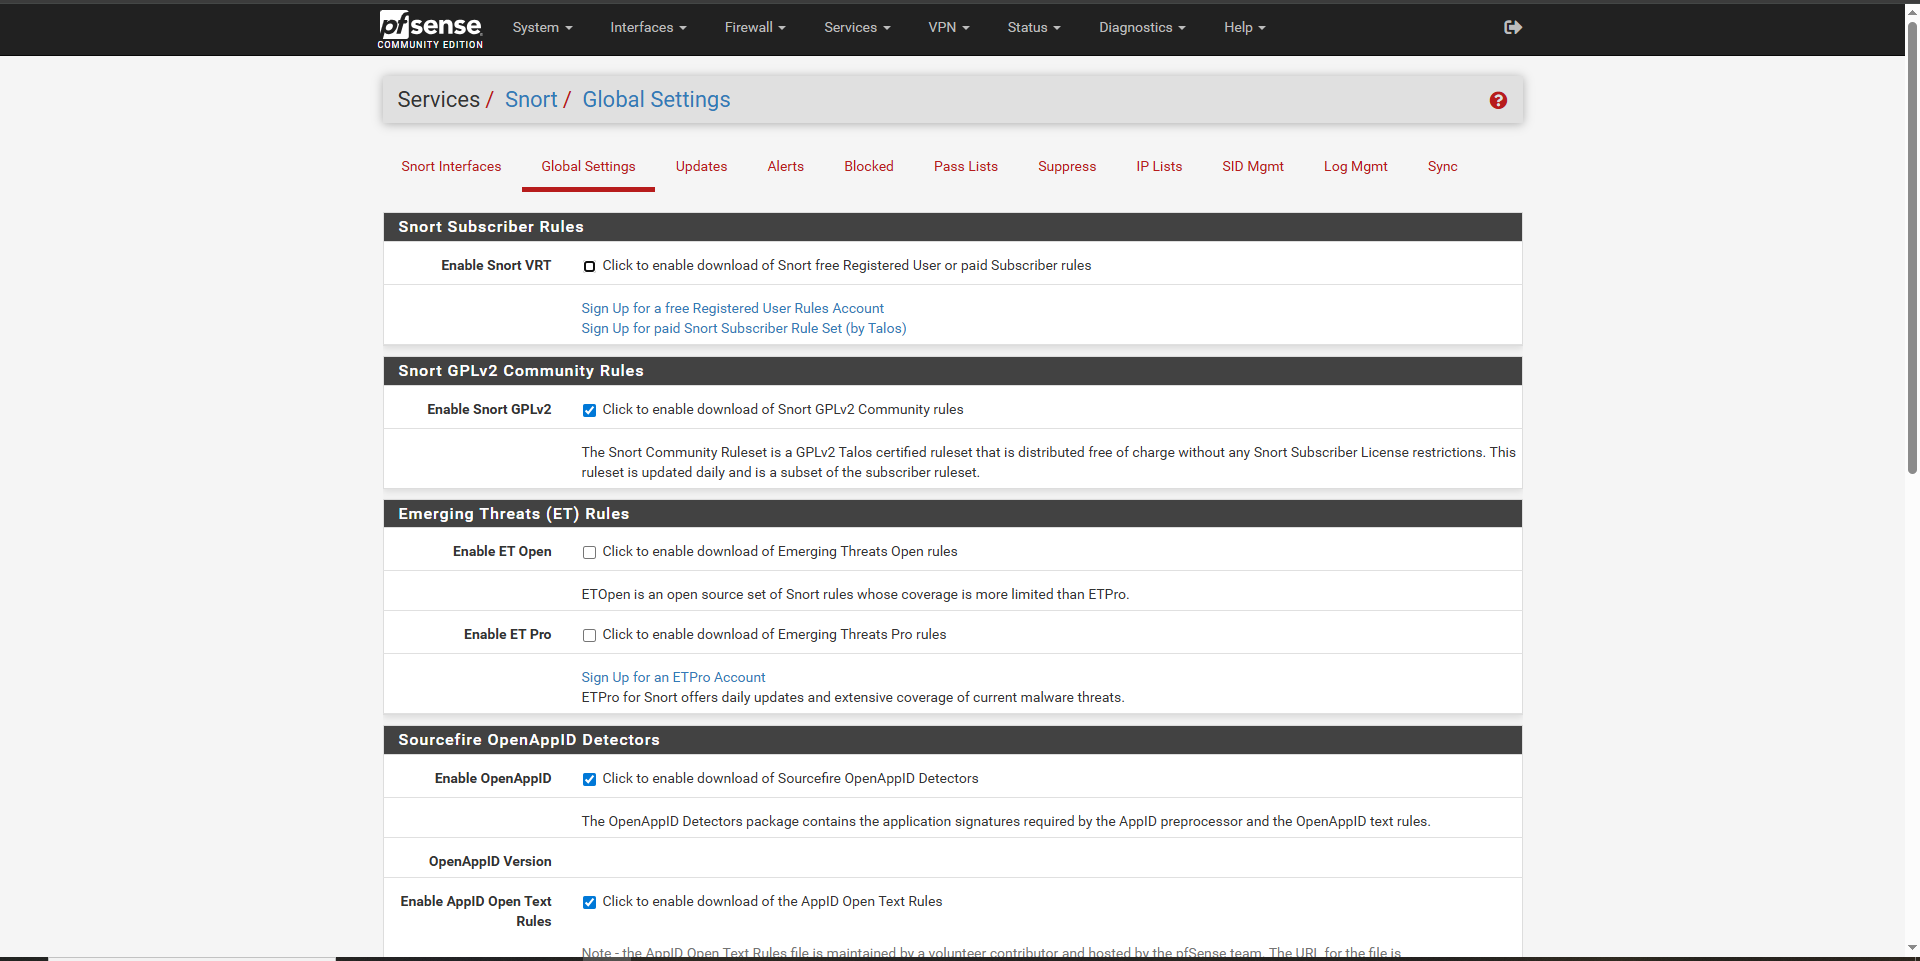 pfsense COMMUNITY EDITION
System Interfaces Firewall Services VPN Status Diagnostics Help
Services / Snort / Global Settings
Snort Interfaces Global Settings Updates Alerts Blocked Pass Lists Suppress IP Lists SID Mgmt Log Mgmt Sync
Snort Subscriber Rules
Enable Snort VRT Click to enable download of Snort free Registered User or paid Subscriber rules
Sign Up for a free Registered User Rules Account
Sign Up for paid Snort Subscriber Rule Set (by Talos)
Snort GPLv2 Community Rules
Enable Snort GPLv2 Click to enable download of Snort GPLv2 Community rules
The Snort Community Ruleset is a GPLv2 Talos certified ruleset that is distributed free of charge without any Snort Subscriber License restrictions. This
ruleset is updated daily and is a subset of the subscriber ruleset.
Emerging Threats (ET) Rules
Enable ET Open Click to enable download of Emerging Threats Open rules
ETOpen is an open source set of Snort rules whose coverage is more limited than ETPro.
Enable ET Pro Click to enable download of Emerging Threats Pro rules
Sign Up for an ETPro Account
ETPro for Snort offers daily updates and extensive coverage of current malware threats.
Sourcefire OpenAppID Detectors
Enable OpenAppID Click to enable download of Sourcefire OpenAppID Detectors
The OpenAppID Detectors package contains the application signatures required by the AppID preprocessor and the OpenAppID text rules.
OpenAppID Version
Enable AppID Open Text Click to enable download of the AppID Open Text Rules
Rules
Note - the AppID Open Text Rules file is maintained by a volunteer contributor and hosted by the pfSense team. The URL for the file is